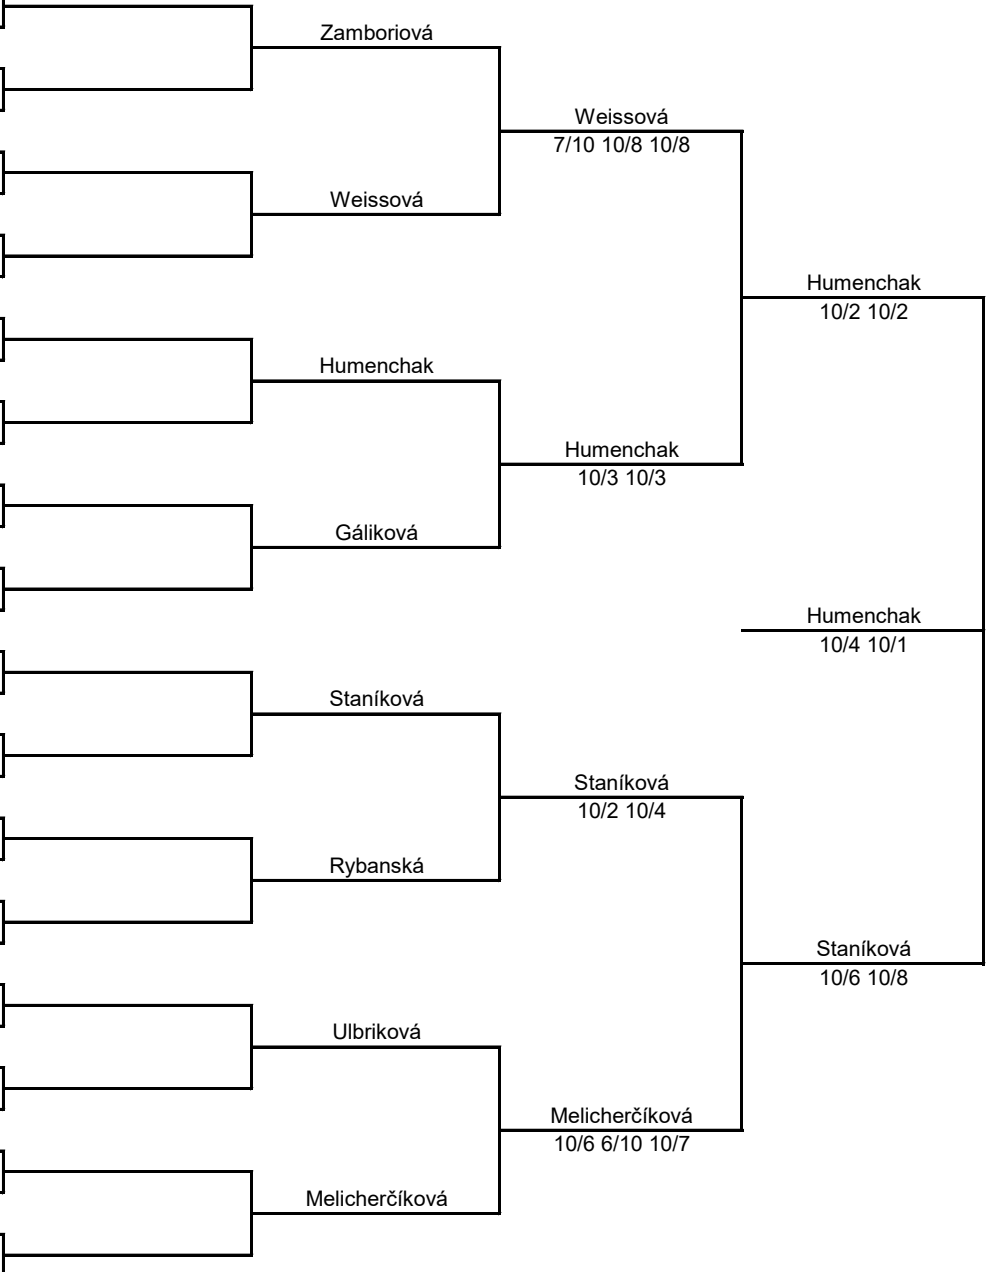 Zamboriová
Weissová
7/10 10/8 10/8
Weissová
Humenchak
10/2 10/2
Humenchak
Humenchak
10/3 10/3
Gáliková
Humenchak
10/4 10/1
Staníková
Staníková
10/2 10/4
Rybanská
Staníková
10/6 10/8
Ulbriková
Melicherčíková
10/6 6/10 10/7
Melicherčíková